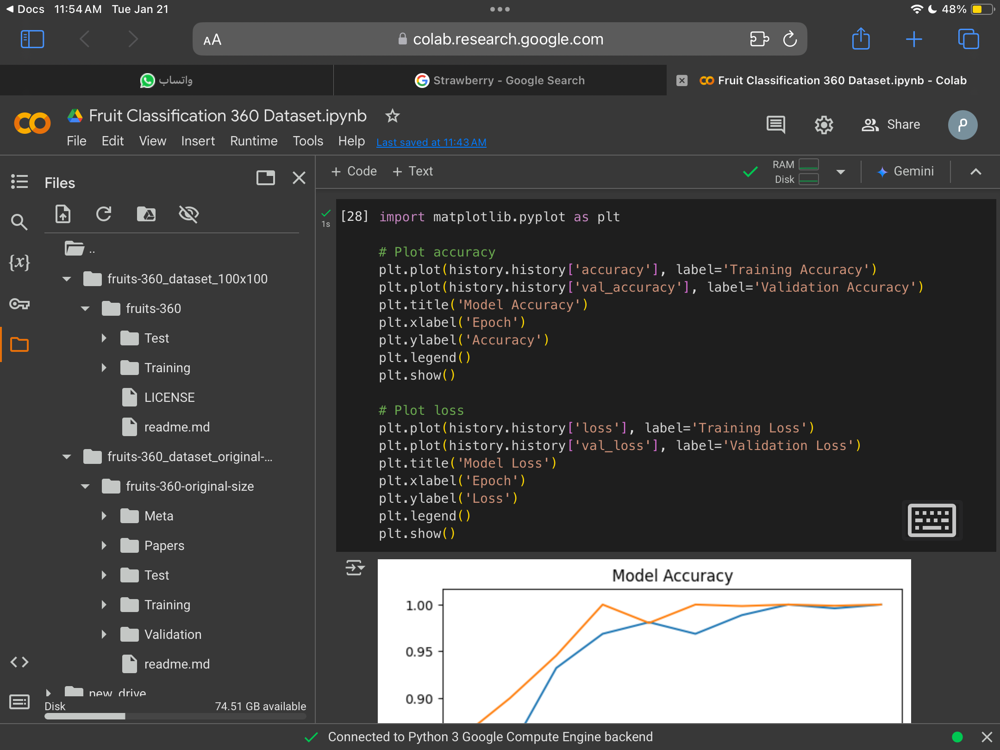 Docs 11:54 AM Tue Jan 21
48%
AA colab.research.google.com
واتساب
Strawberry - Google Search
Fruit Classification 360 Dataset.ipynb - Colab
Fruit Classification 360 Dataset.ipynb
File Edit View Insert Runtime Tools Help Last saved at 11:43 AM
Share
Files
+ Code + Text
RAM
Disk
Gemini
..
fruits-360_dataset_100x100
fruits-360
Test
Training
LICENSE
readme.md
fruits-360_dataset_original-...
fruits-360-original-size
Meta
Papers
Test
Training
Validation
readme.md
new_drive
Disk 74.51 GB available
{x}
1s
[28] import matplotlib.pyplot as plt
# Plot accuracy
plt.plot(history.history['accuracy'], label='Training Accuracy')
plt.plot(history.history['val_accuracy'], label='Validation Accuracy')
plt.title('Model Accuracy')
plt.xlabel('Epoch')
plt.ylabel('Accuracy')
plt.legend()
plt.show()
# Plot loss
plt.plot(history.history['loss'], label='Training Loss')
plt.plot(history.history['val_loss'], label='Validation Loss')
plt.title('Model Loss')
plt.xlabel('Epoch')
plt.ylabel('Loss')
plt.legend()
plt.show()
Model Accuracy
1.00
0.95
0.90
Connected to Python 3 Google Compute Engine backend